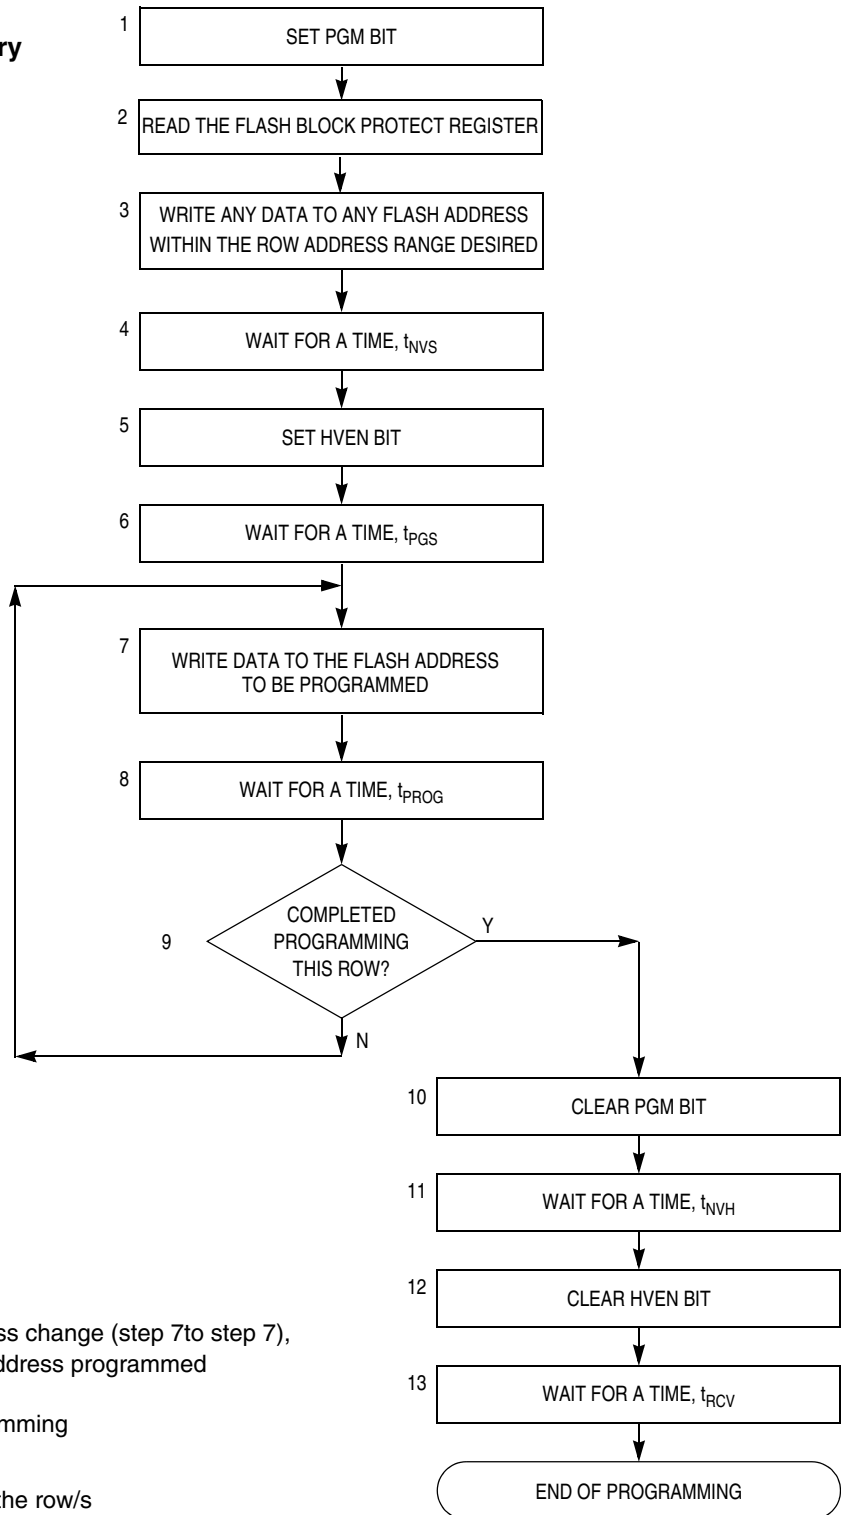 1
SET PGM BIT
ry
2
READ THE FLASH BLOCK PROTECT REGISTER
3
WRITE ANY DATA TO ANY FLASH ADDRESS
WITHIN THE ROW ADDRESS RANGE DESIRED
4
WAIT FOR A TIME, tNVS
5
SET HVEN BIT
6
WAIT FOR A TIME, tPGS
7
WRITE DATA TO THE FLASH ADDRESS
TO BE PROGRAMMED
8
WAIT FOR A TIME, tPROG
9
COMPLETED
PROGRAMMING
THIS ROW?
Y
N
10
CLEAR PGM BIT
11
WAIT FOR A TIME, tNVH
12
CLEAR HVEN BIT
13
WAIT FOR A TIME, tRCV
END OF PROGRAMMING
ss change (step 7to step 7),
ddress programmed
mming
the row/s